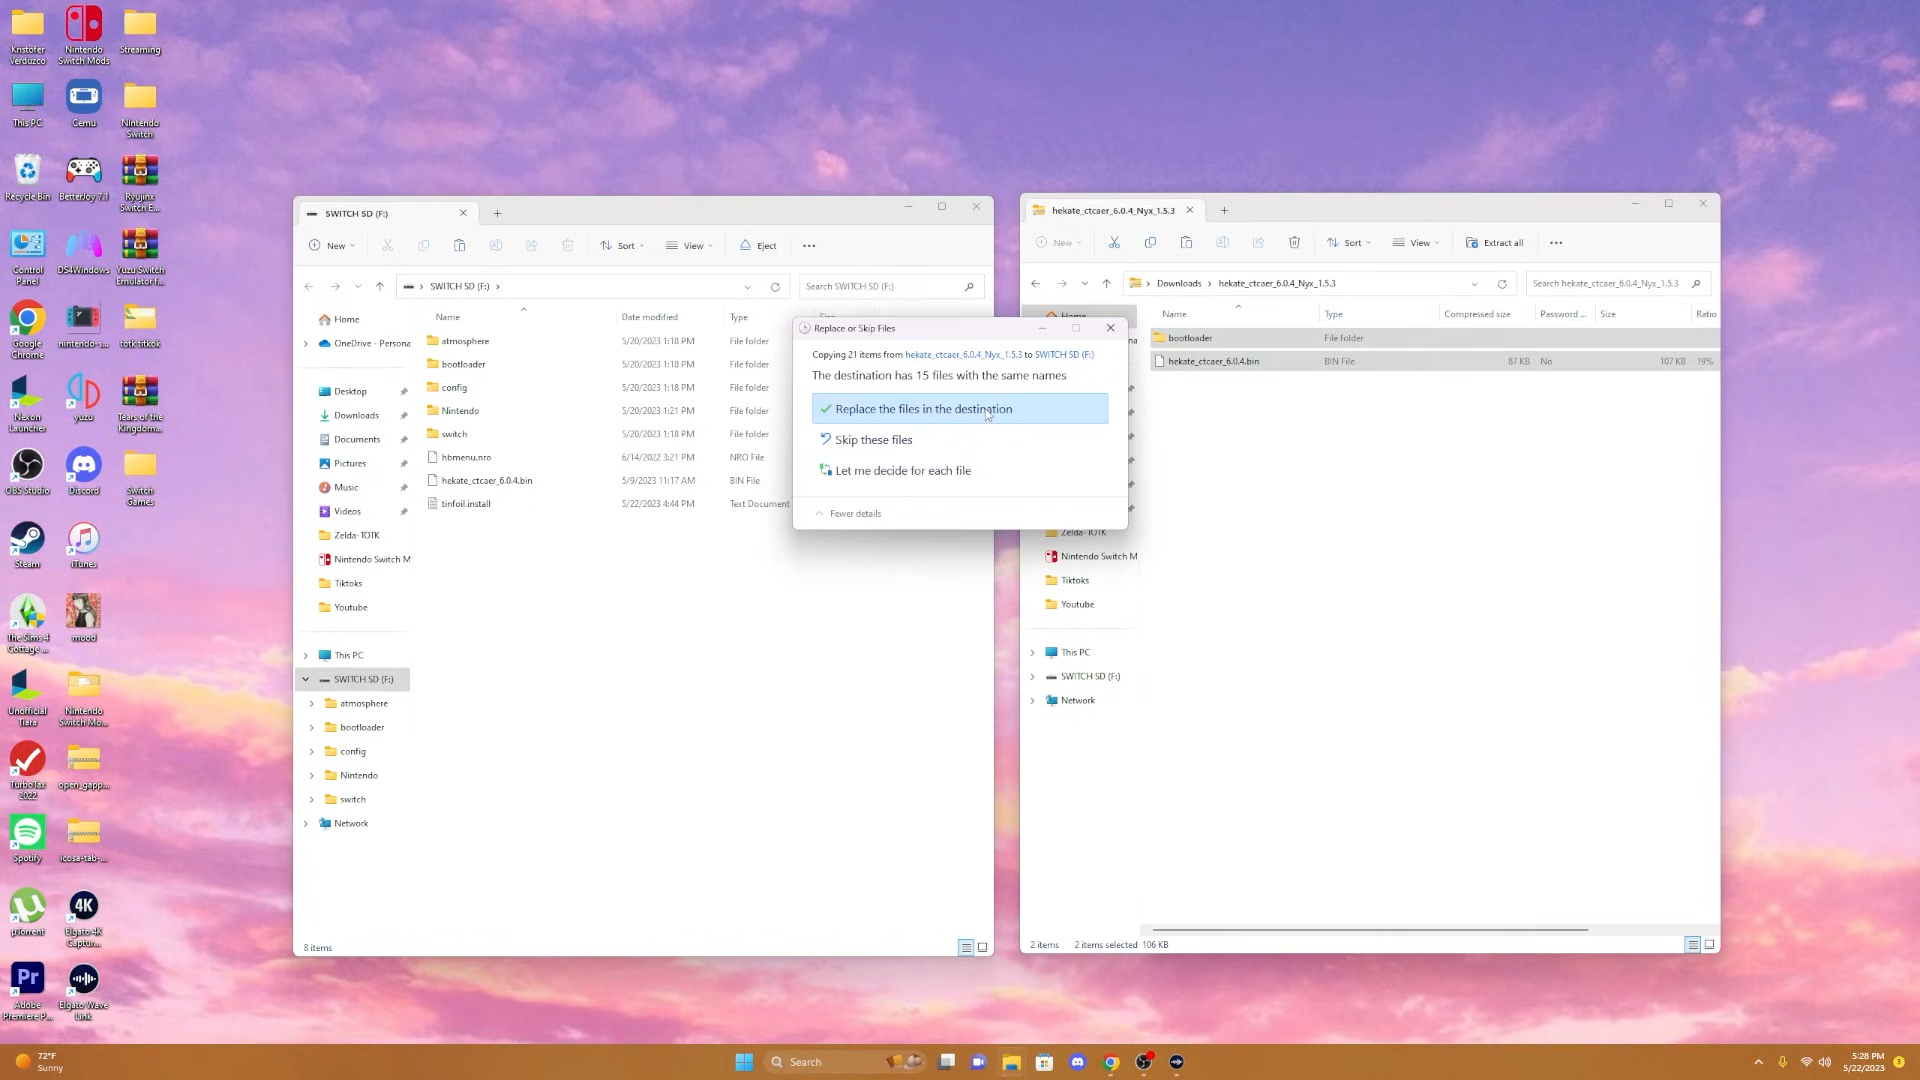 Kristofer
Verduzco
Nintendo
Switch Mods
Streaming
This PC
Cemu
Nintendo
Switch
Recycle Bin
BetterJoy 7.1
Ryujinx
Switch E...
Control
Panel
DS4Windows
Yuzu Switch
Emulator f...
Google
Chrome
nintendo-s...
totk titkok
Nexon
Launcher
yuzu
Tears of the
Kingdom...
OBS Studio
Discord
Switch
Games
Steam
iTunes
The Sims 4
Cottage ...
mood
Unofficial
Tiara
Nintendo
Switch Mo...
TurboTax
2022
open_gapp...
Spotify
icosa-tab-...
µTorrent
4K
Elgato 4K
Captur...
Pr
Adobe
Premiere P...
Elgato Wave
Link
SWITCH SD (F:)
New
Sort
View
Eject
SWITCH SD (F:)
Search SWITCH SD (F:)
Home
OneDrive - Persona
Desktop
Downloads
Documents
Pictures
Music
Videos
Zelda- TOTK
Nintendo Switch M
Tiktoks
Youtube
This PC
SWITCH SD (F:)
atmosphere
bootloader
config
Nintendo
switch
Network
Name Date modified Type Size
atmosphere 5/20/2023 1:18 PM File folder
bootloader 5/20/2023 1:18 PM File folder
config 5/20/2023 1:18 PM File folder
Nintendo 5/20/2023 1:21 PM File folder
switch 5/20/2023 1:18 PM File folder
hbmenu.nro 6/14/2022 3:21 PM NRO File
hekate_ctcaer_6.0.4.bin 5/9/2023 11:17 AM BIN File
tinfoil.install 5/22/2023 4:44 PM Text Document
8 items
Replace or Skip Files
Copying 21 items from hekate_ctcaer_6.0.4_Nyx_1.5.3 to SWITCH SD (F:)
The destination has 15 files with the same names
Replace the files in the destination
Skip these files
Let me decide for each file
Fewer details
hekate_ctcaer_6.0.4_Nyx_1.5.3
New
Sort
View
Extract all
Downloads
hekate_ctcaer_6.0.4_Nyx_1.5.3
Search hekate_ctcaer_6.0.4_Nyx_1.5.3
Home
Zelda- TOTK
Nintendo Switch M
Tiktoks
Youtube
This PC
SWITCH SD (F:)
Network
Name Type Compressed size Password ... Size Ratio
bootloader File folder
hekate_ctcaer_6.0.4.bin BIN File 87 KB No 107 KB 19%
2 items 2 items selected 106 KB
72°F
Sunny
Search
5:28 PM
5/22/2023
3